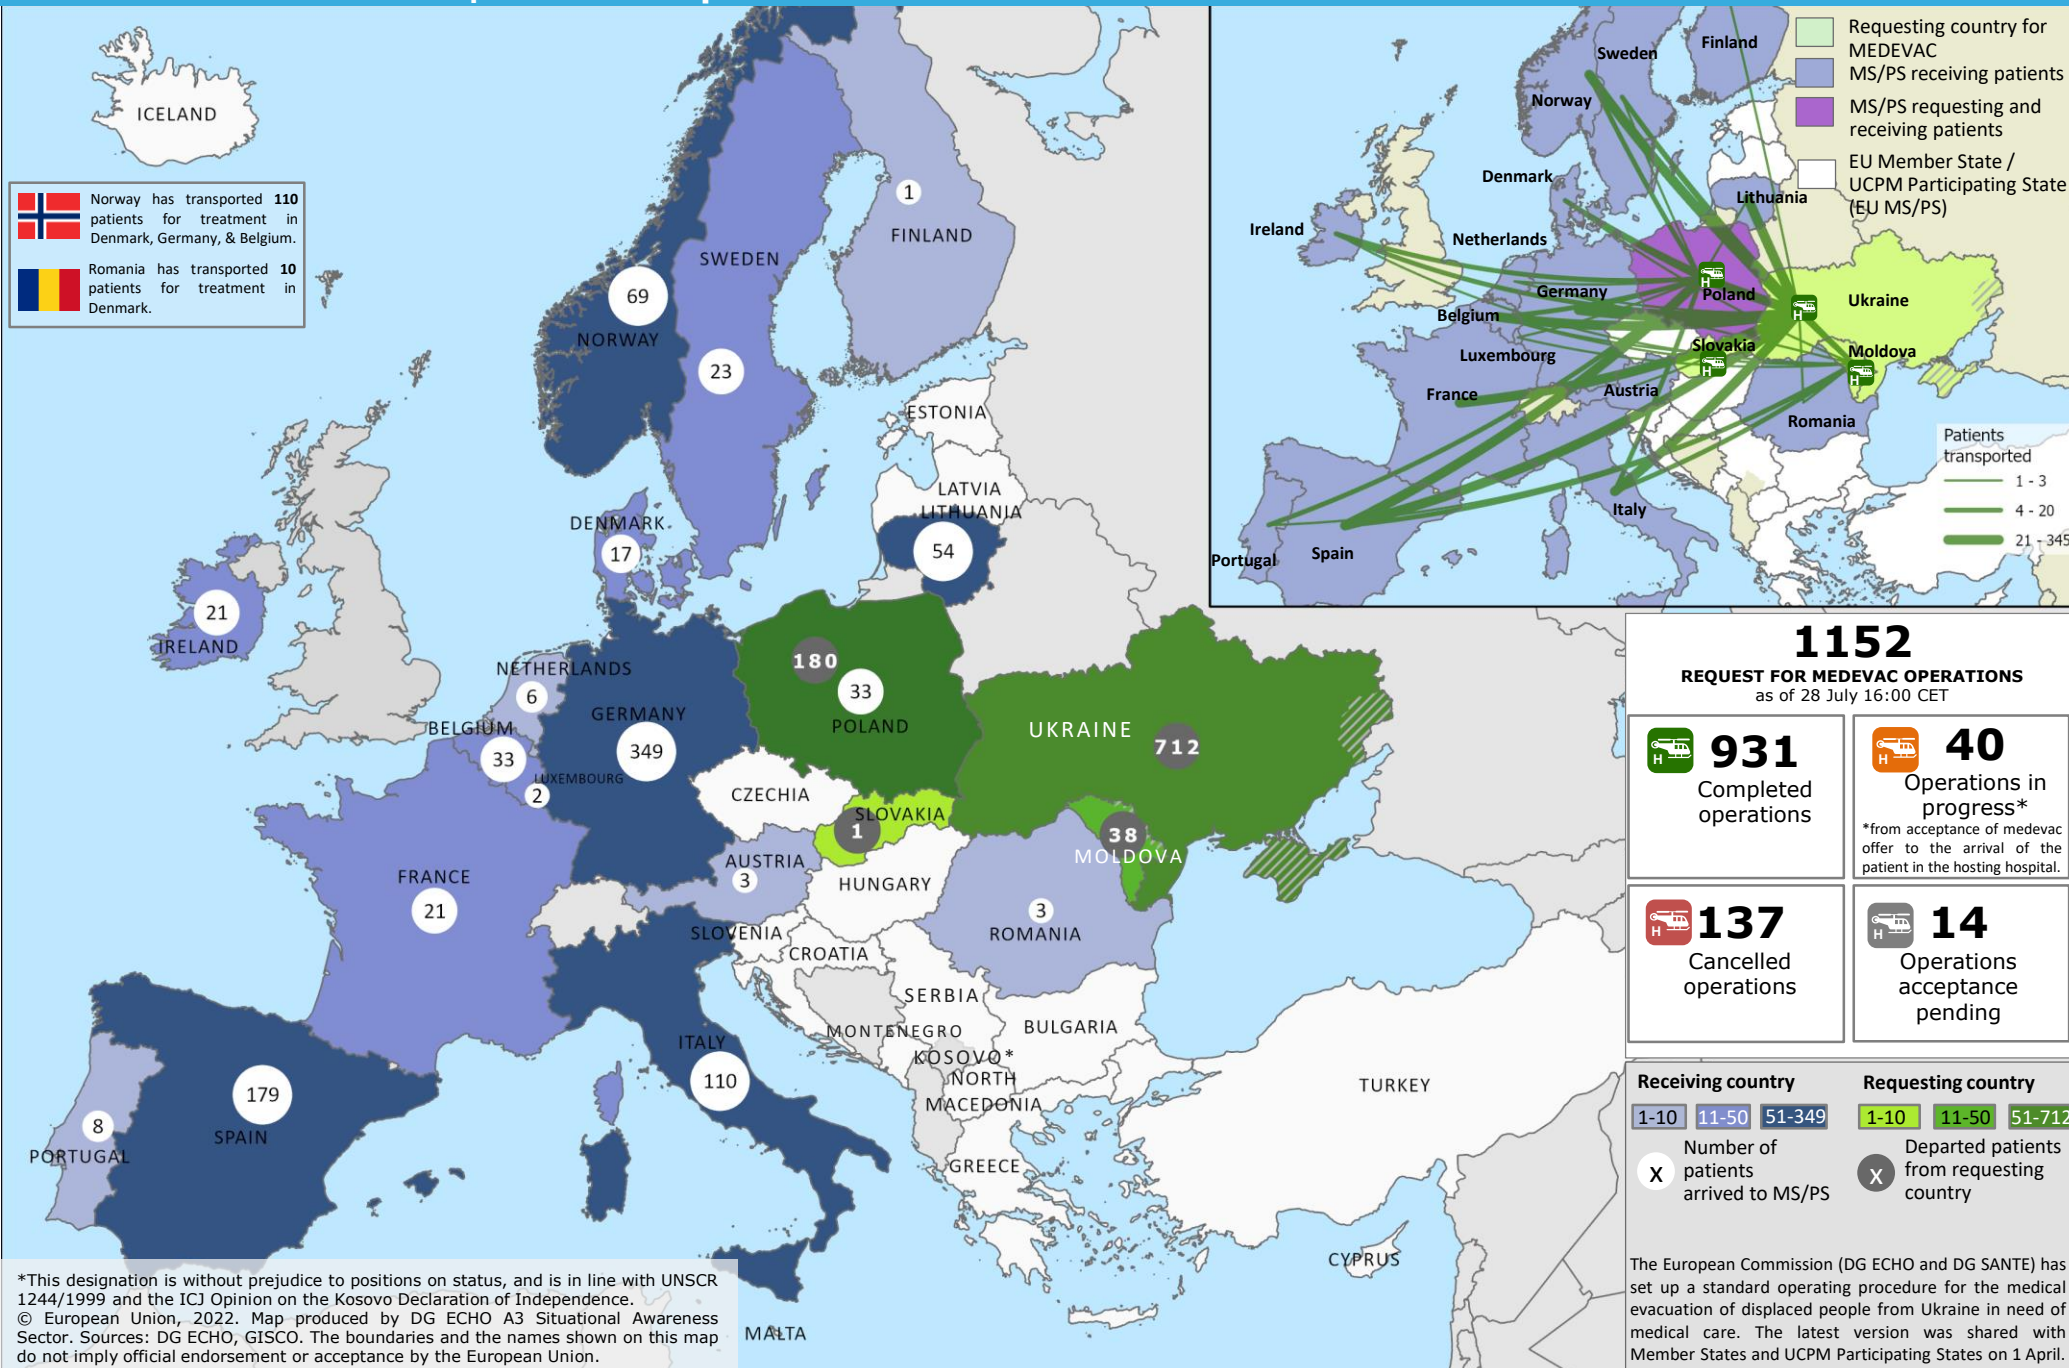 ICELAND
Norway has transported 110
patients for treatment in
Denmark, Germany, & Belgium.
Romania has transported 10
patients for treatment in
Denmark.
1
FINLAND
SWEDEN
69
NORWAY
23
ESTONIA
LATVIA
LITHUANIA
54
DENMARK
17
21
IRELAND
NETHERLANDS
6
BELGIUM
33
LUXEMBOURG
2
GERMANY
349
180
33
POLAND
UKRAINE
712
CZECHIA
SLOVAKIA
1
38
MOLDOVA
AUSTRIA
3
HUNGARY
FRANCE
21
3
ROMANIA
SLOVENIA
CROATIA
SERBIA
MONTENEGRO
BULGARIA
KOSOVO*
NORTH
MACEDONIA
ITALY
110
TURKEY
179
SPAIN
8
PORTUGAL
GREECE
CYPRUS
MALTA
Sweden
Finland
Norway
Denmark
Lithuania
Ireland
Netherlands
Germany
Poland
Ukraine
Belgium
Luxembourg
Slovakia
Moldova
France
Austria
Romania
Italy
Portugal
Spain
H
H
H
H
Requesting country for
MEDEVAC
MS/PS receiving patients
MS/PS requesting and
receiving patients
EU Member State /
UCPM Participating State
(EU MS/PS)
Patients
transported
1 - 3
4 - 20
21 - 345
1152
REQUEST FOR MEDEVAC OPERATIONS
as of 28 July 16:00 CET
H
931
Completed
operations
H
40
Operations in
progress*
*from acceptance of medevac
offer to the arrival of the
patient in the hosting hospital.
H
137
Cancelled
operations
H
14
Operations
acceptance
pending
Receiving country
1-10 11-50 51-349
X
Number of
patients
arrived to MS/PS
Requesting country
1-10 11-50 51-712
X
Departed patients
from requesting
country
The European Commission (DG ECHO and DG SANTE) has
set up a standard operating procedure for the medical
evacuation of displaced people from Ukraine in need of
medical care. The latest version was shared with
Member States and UCPM Participating States on 1 April.
*This designation is without prejudice to positions on status, and is in line with UNSCR
1244/1999 and the ICJ Opinion on the Kosovo Declaration of Independence.
© European Union, 2022. Map produced by DG ECHO A3 Situational Awareness
Sector. Sources: DG ECHO, GISCO. The boundaries and the names shown on this map
do not imply official endorsement or acceptance by the European Union.